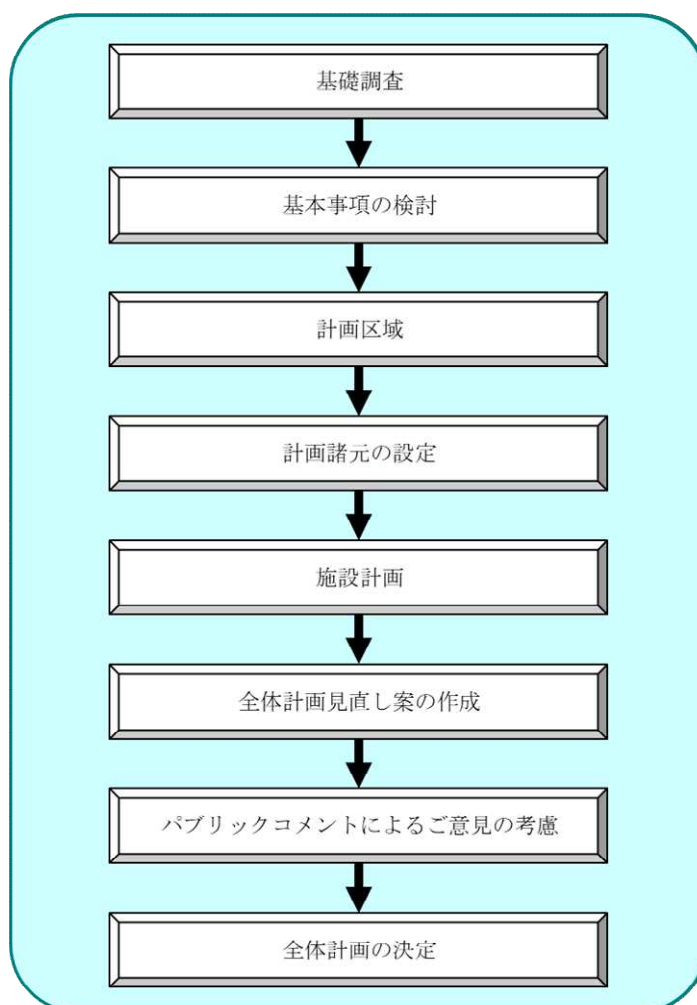 基礎調査
基本事項の検討
計画区域
計画諸元の設定
施設計画
全体計画見直し案の作成
パブリックコメントによるご意見の考慮
全体計画の決定